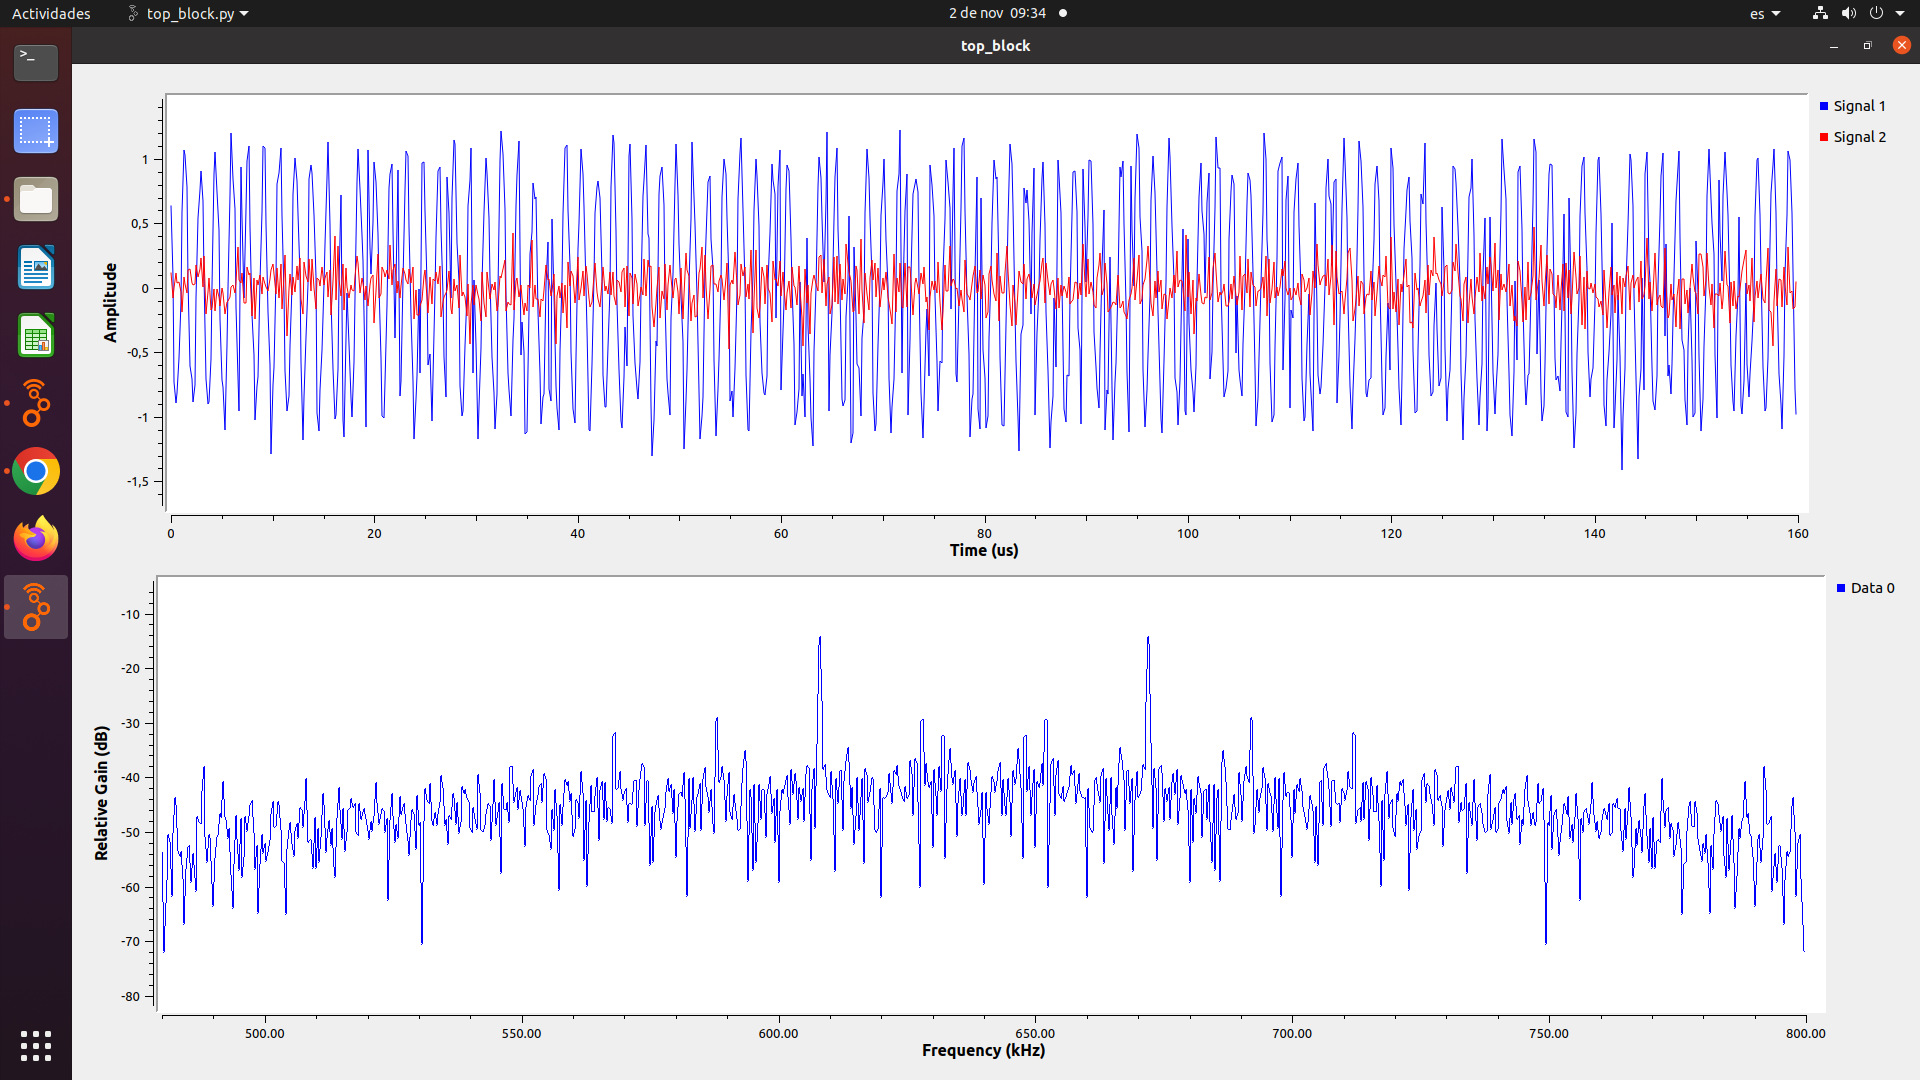 Actividades
top_block.py
2 de nov 09:34
es
top_block
>_
Signal 1
Signal 2
1
0,5
0
-0,5
-1
-1,5
Amplitude
0 20 40 60 80 100 120 140 160
Time (us)
Data 0
-10
-20
-30
-40
-50
-60
-70
-80
Relative Gain (dB)
500.00 550.00 600.00 650.00 700.00 750.00 800.00
Frequency (kHz)